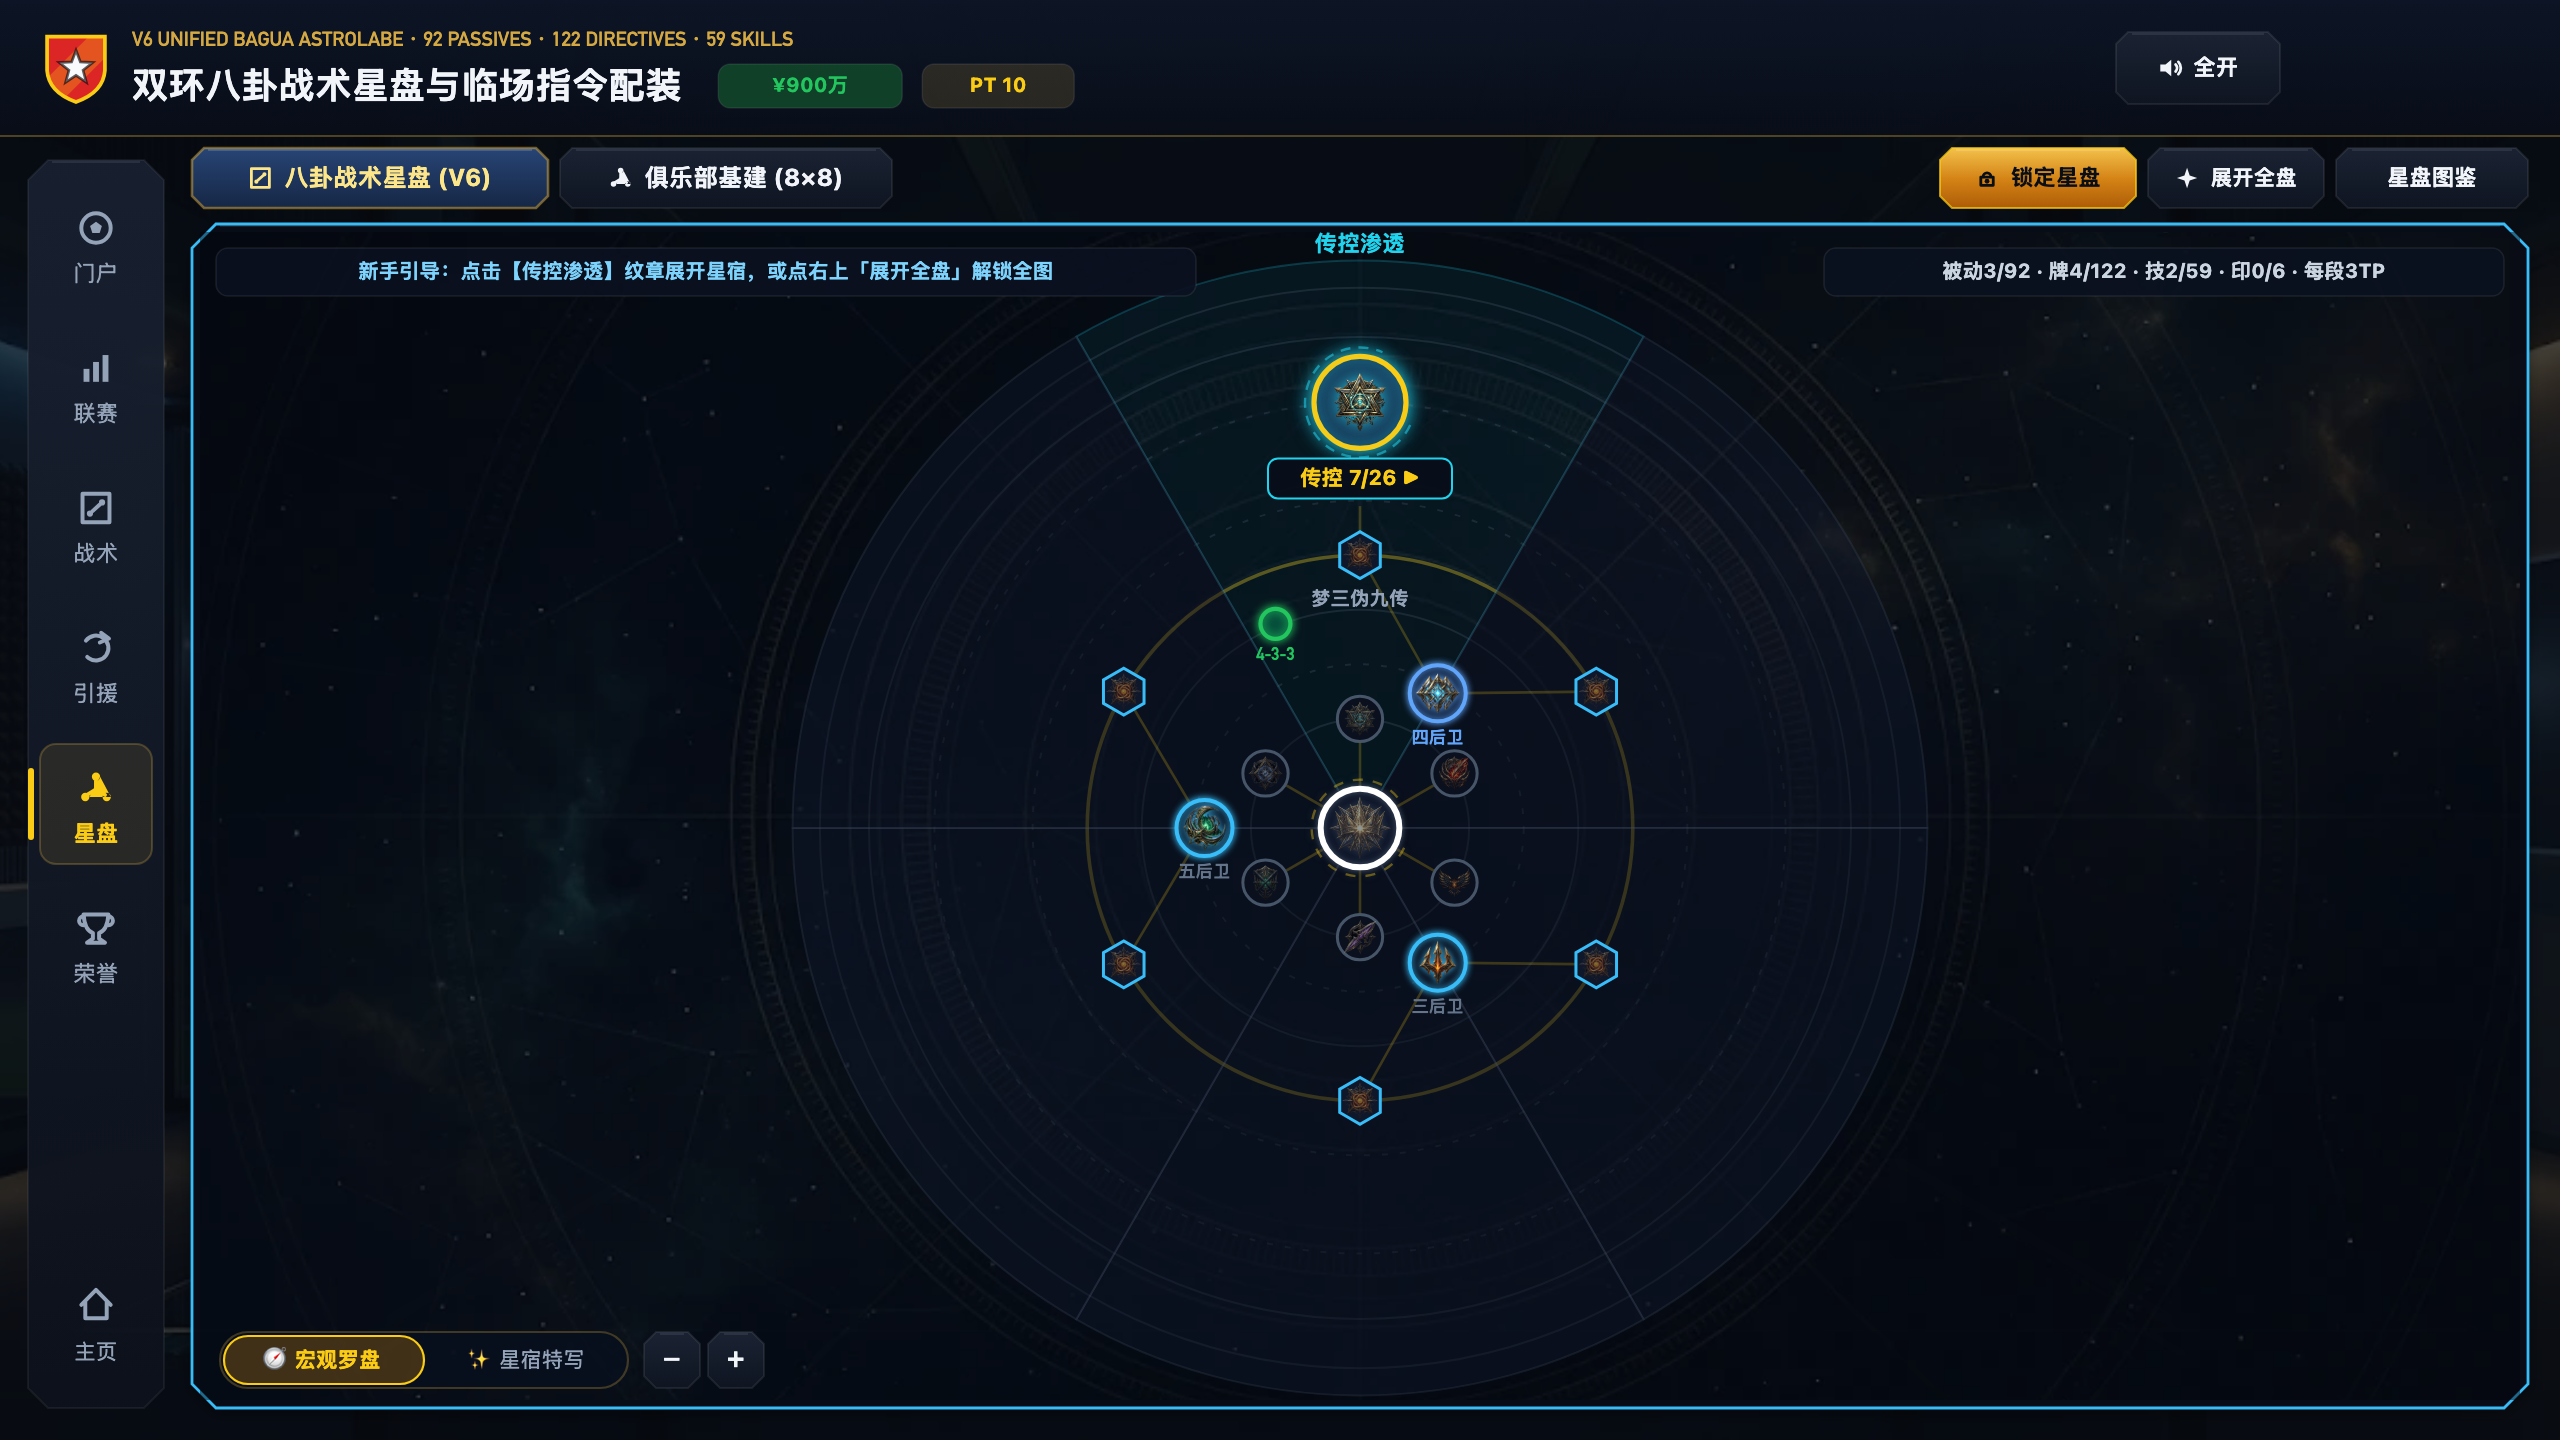 V6 UNIFIED BAGUA ASTROLABE · 92 PASSIVES · 122 DIRECTIVES · 59 SKILLS
双环八卦战术星盘与临场指令配装
¥900万
PT 10
全开
八卦战术星盘 (V6)
俱乐部基建 (8×8)
锁定星盘
展开全盘
星盘图鉴
门户
联赛
战术
引援
星盘
荣誉
主页
传控渗透
新手引导：点击【传控渗透】纹章展开星宿，或点右上「展开全盘」解锁全图
被动3/92 · 牌4/122 · 技2/59 · 印0/6 · 每段3TP
传控 7/26 ▶
梦三伪九传
4-3-3
四后卫
五后卫
三后卫
宏观罗盘
星宿特写
−
+